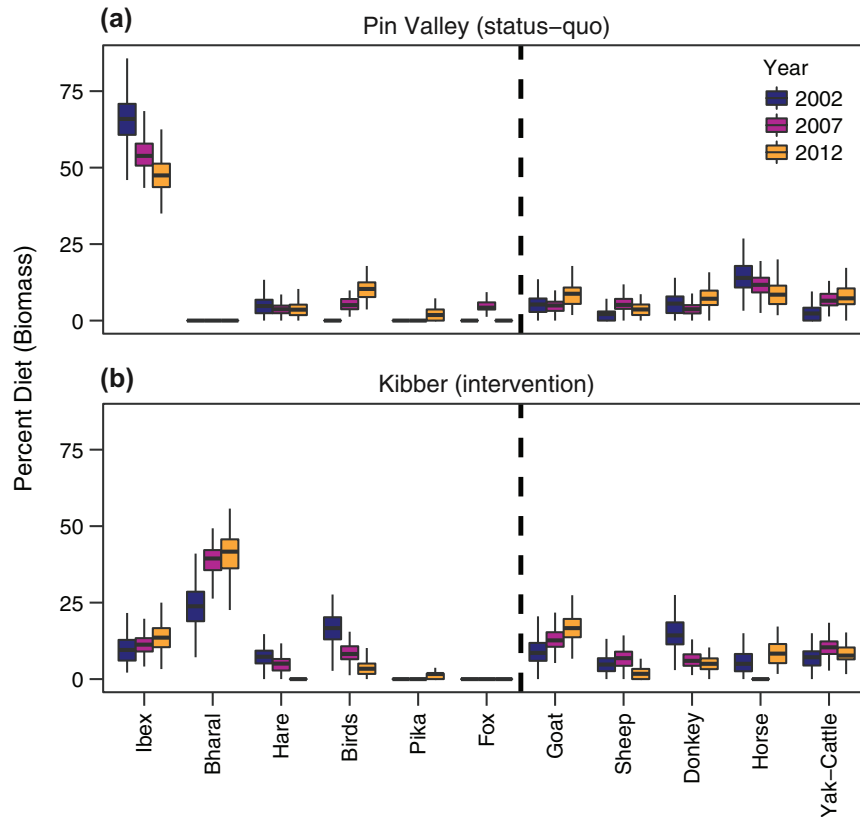 (a)
Pin Valley (status–quo)
Year
2002
2007
2012
75
50
25
0
Percent Diet (Biomass)
(b)
Kibber (intervention)
75
50
25
0
Ibex
Bharal
Hare
Birds
Pika
Fox
Goat
Sheep
Donkey
Horse
Yak–Cattle